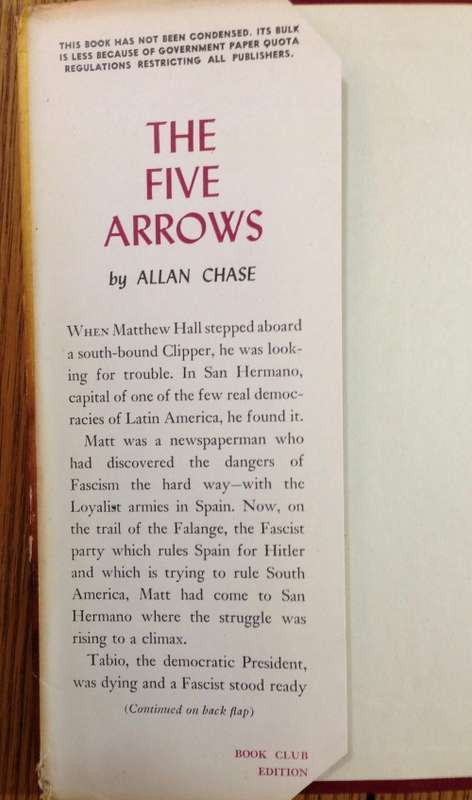 THIS BOOK HAS NOT BEEN CONDENSED. ITS BULK
IS LESS BECAUSE OF GOVERNMENT PAPER QUOTA
REGULATIONS RESTRICTING ALL PUBLISHERS.
THE
FIVE
ARROWS
by ALLAN CHASE
WHEN Matthew Hall stepped aboard
a south-bound Clipper, he was look-
ing for trouble. In San Hermano,
capital of one of the few real democ-
racies of Latin America, he found it.
Matt was a newspaperman who
had discovered the dangers of
Fascism the hard way—with the
Loyalist armies in Spain. Now, on
the trail of the Falange, the Fascist
party which rules Spain for Hitler
and which is trying to rule South
America, Matt had come to San
Hermano where the struggle was
rising to a climax.
Tabio, the democratic President,
was dying and a Fascist stood ready
(Continued on back flap)
BOOK CLUB
EDITION